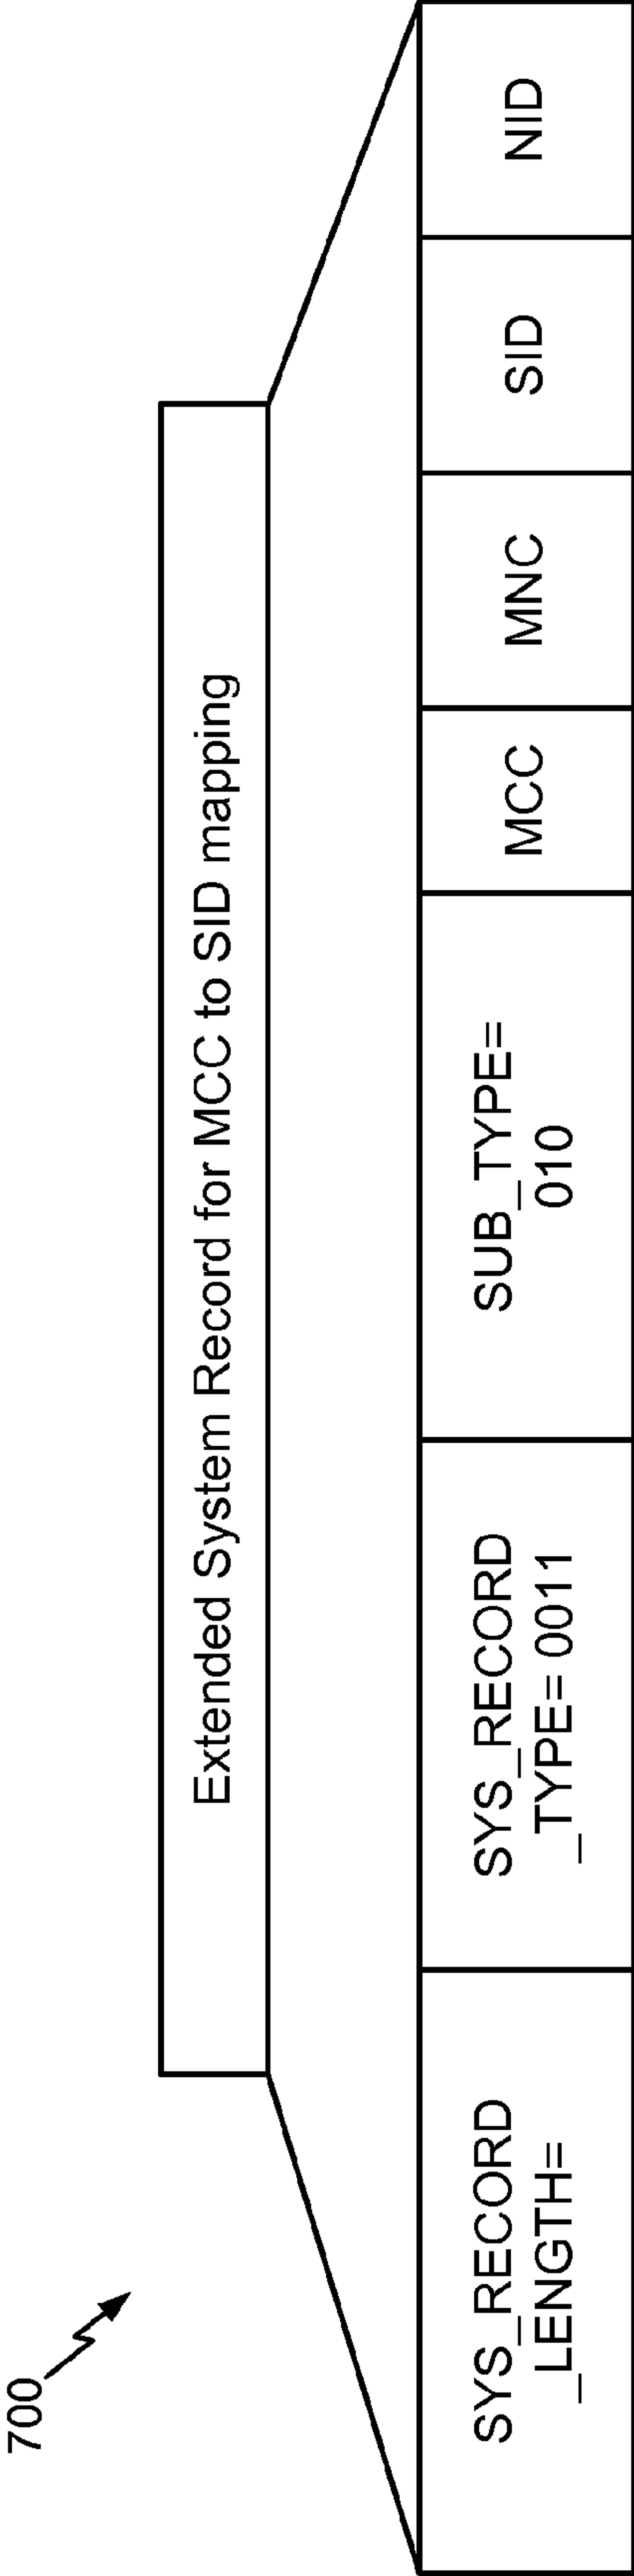 700
Extended System Record for MCC to SID mapping
SYS_RECORD
_LENGTH=
SYS_RECORD
_TYPE= 0011
SUB_TYPE=
010
MCC
MNC
SID
NID